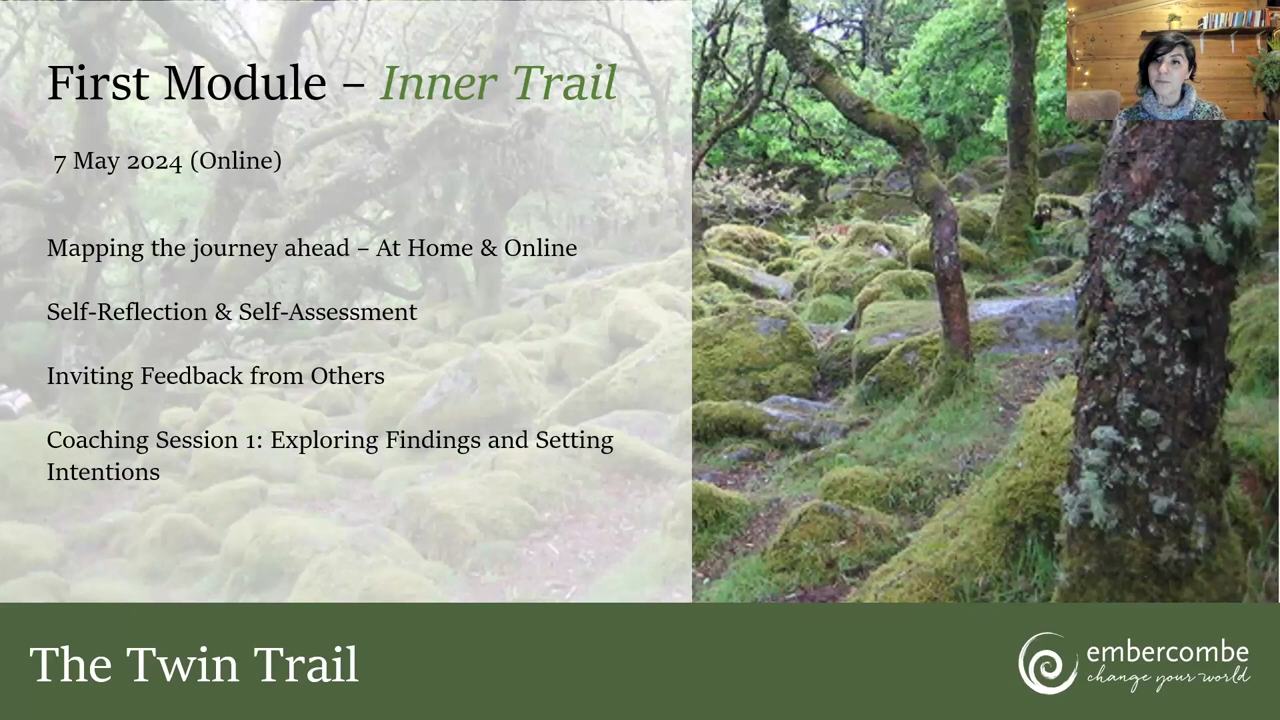 First Module – Inner Trail
7 May 2024 (Online)
Mapping the journey ahead – At Home & Online
Self-Reflection & Self-Assessment
Inviting Feedback from Others
Coaching Session 1: Exploring Findings and Setting
Intentions
The Twin Trail
embercombe
change your world